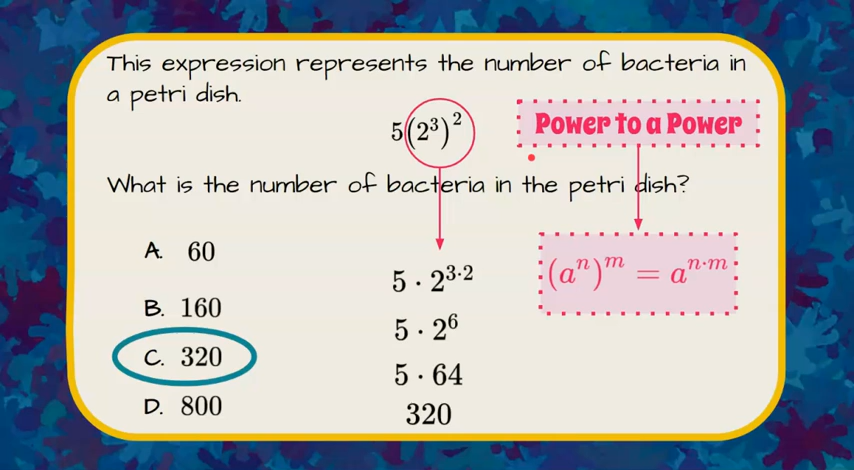 This expression represents the number of bacteria in
a petri dish.
5(2³)²
Power to a Power
What is the number of bacteria in the petri dish?
A. 60
B. 160
C. 320
D. 800
5 · 2³·²
5 · 2⁶
5 · 64
320
(aⁿ)ᵐ = aⁿ·ᵐ